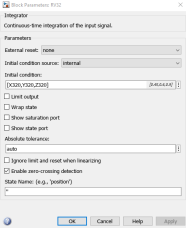 Block Parameters: RV32
Integrator
Continuous-time integration of the input signal.
Parameters
External reset: none
Initial condition source: internal
Initial condition:
[X320,Y320,Z320]
Limit output
Wrap state
Show saturation port
Show state port
Absolute tolerance:
auto
Ignore limit and reset when linearizing
Enable zero-crossing detection
State Name: (e.g., 'position')
OK Cancel Help Apply